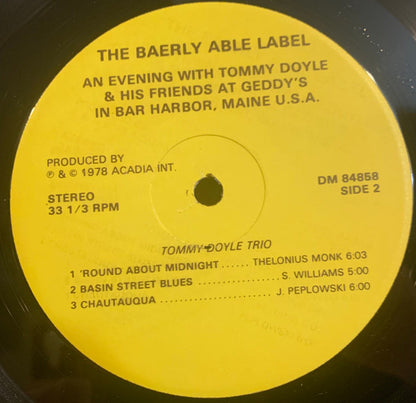 THE BAERLY ABLE LABEL
AN EVENING WITH TOMMY DOYLE
& HIS FRIENDS AT GEDDY'S
IN BAR HARBOR, MAINE U.S.A.
PRODUCED BY
℗ & © 1978 ACADIA INT.
STEREO
33 1/3 RPM
DM 84858
SIDE 2
TOMMY DOYLE TRIO
1 'ROUND ABOUT MIDNIGHT ...... THELONIUS MONK 6:03
2 BASIN STREET BLUES ................ S. WILLIAMS 5:00
3 CHAUTAUQUA ..................... J. PEPLOWSKI 6:00